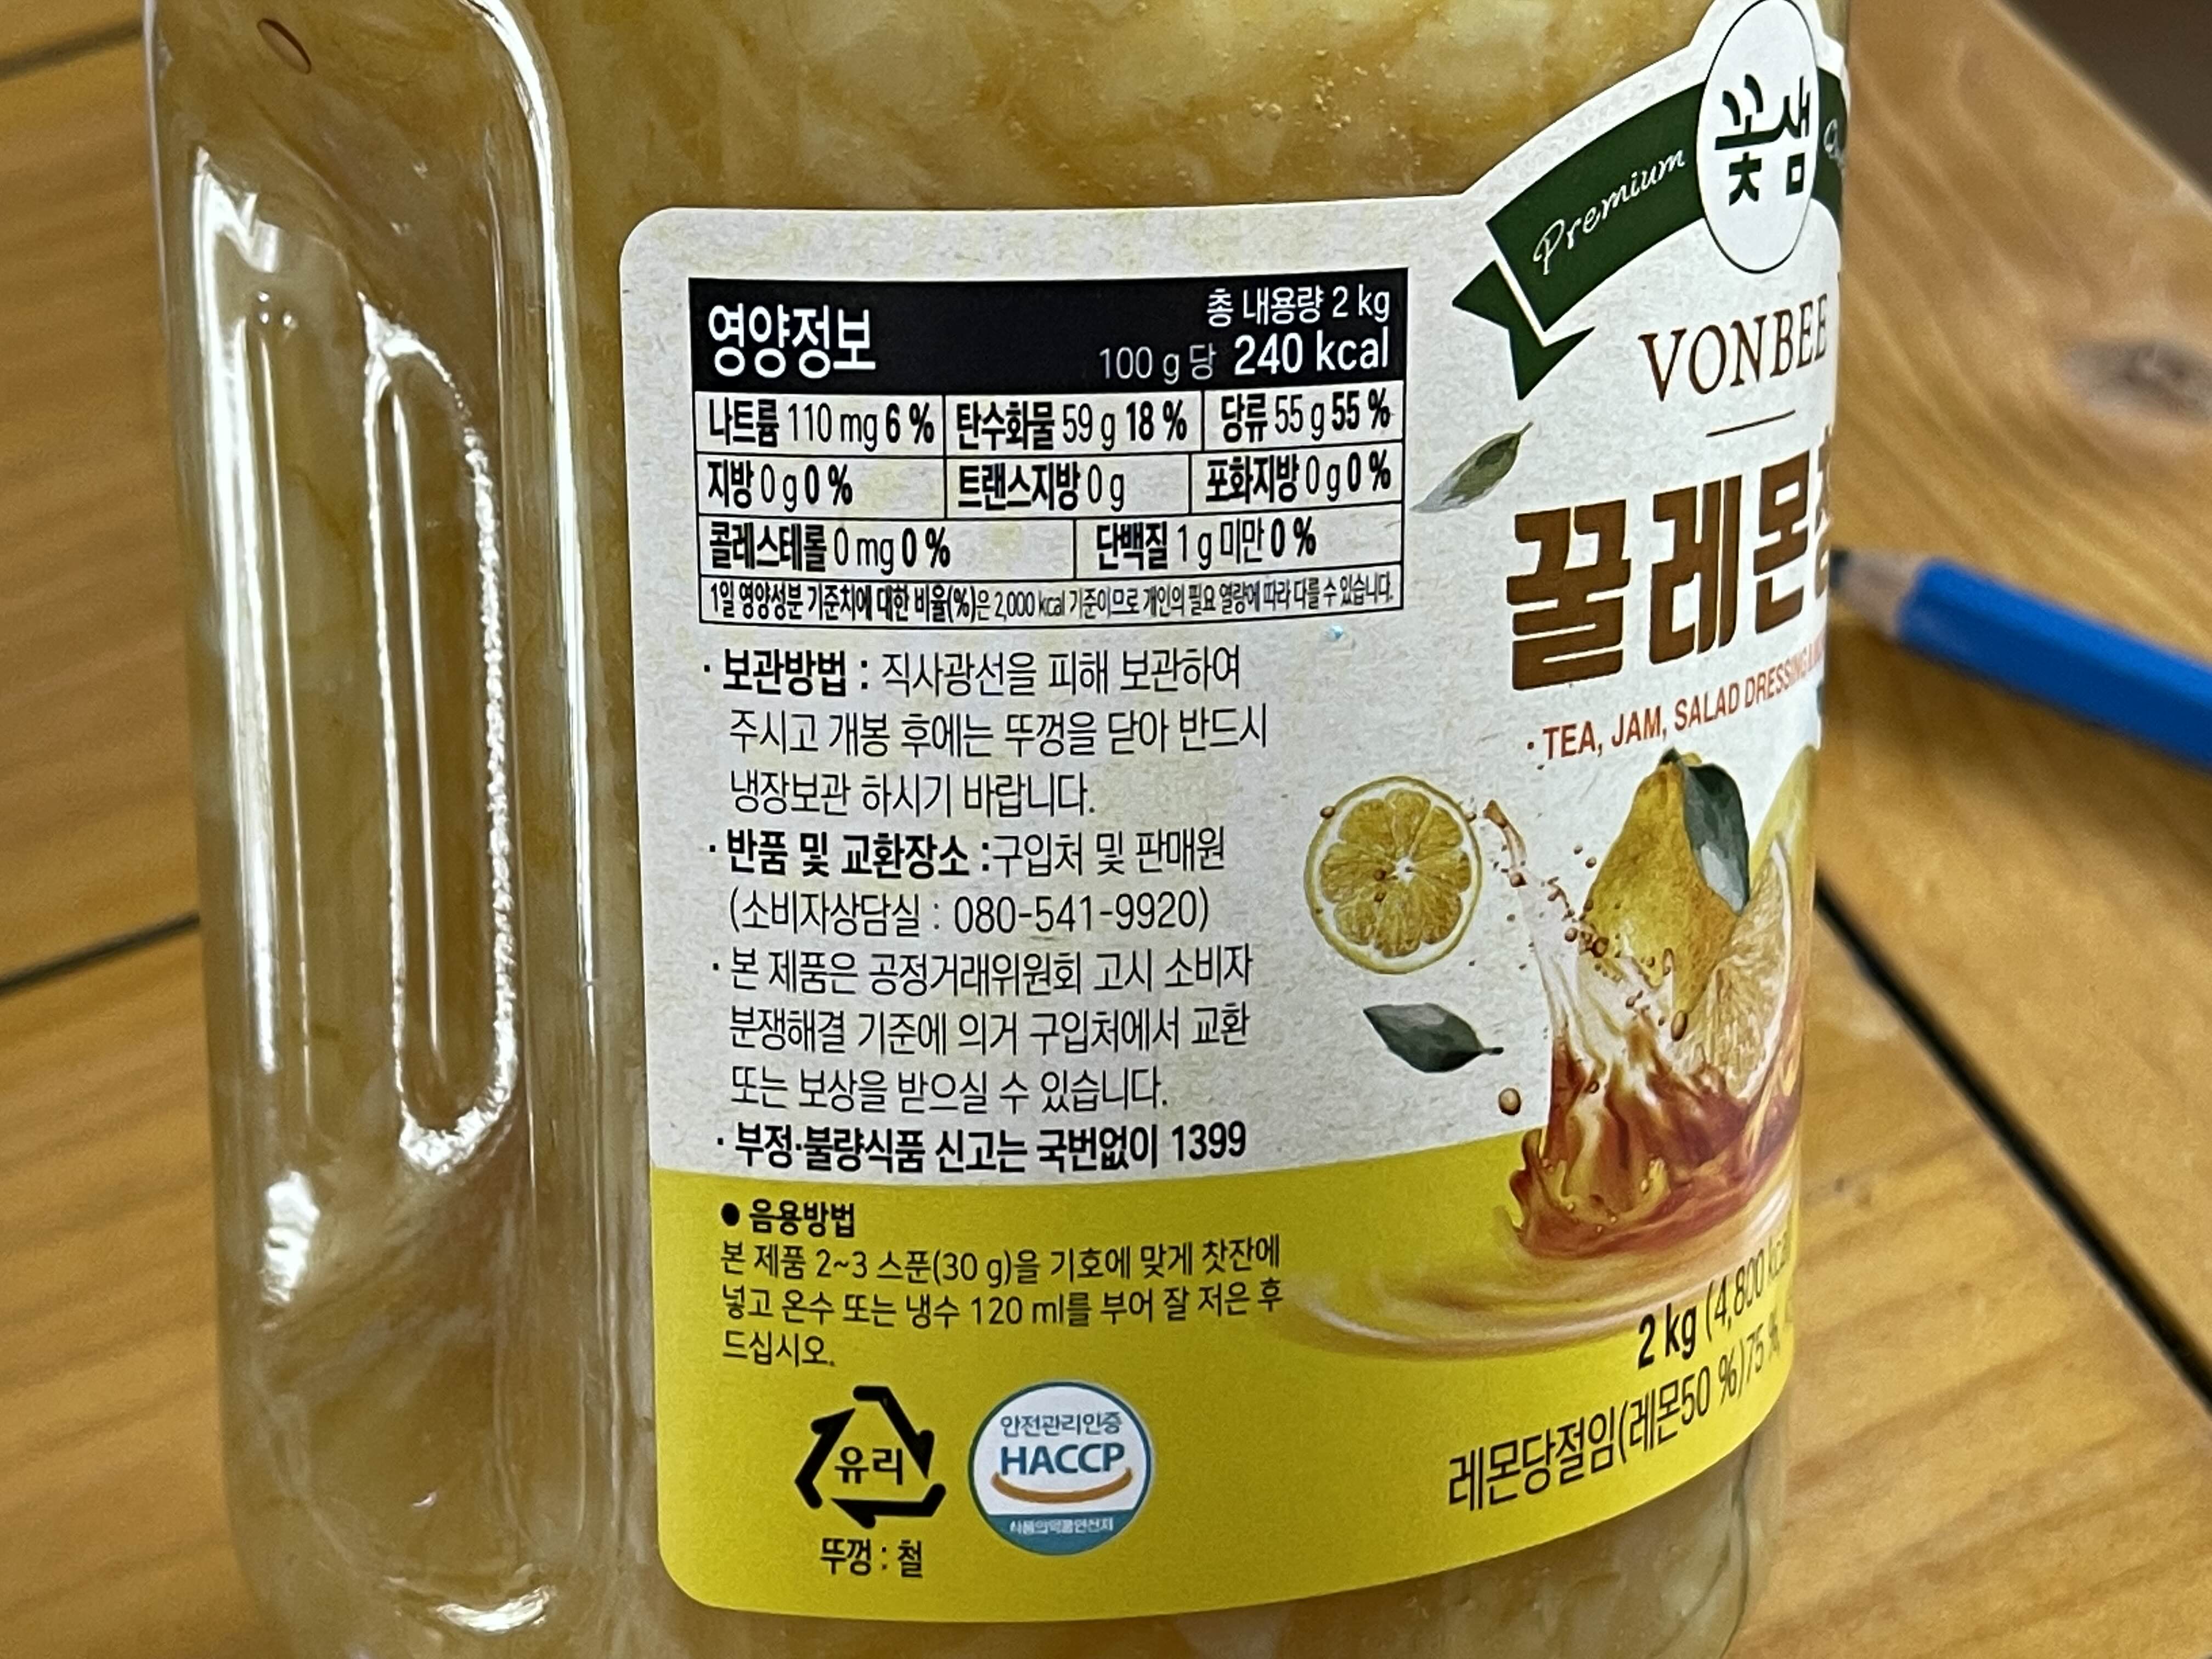 Premium
꽃샘
VONBEE
꿀레몬
· TEA, JAM, SALAD DRESSING
영양정보
총 내용량 2 kg
100 g 당 240 kcal
나트륨 110 mg 6 % 탄수화물 59 g 18 % 당류 55 g 55 %
지방 0 g 0 % 트랜스지방 0 g 포화지방 0 g 0 %
콜레스테롤 0 mg 0 % 단백질 1 g 미만 0 %
1일 영양성분 기준치에 대한 비율(%)은 2,000 kcal 기준이므로 개인의 필요 열량에 따라 다를 수 있습니다.
· 보관방법 : 직사광선을 피해 보관하여
주시고 개봉 후에는 뚜껑을 닫아 반드시
냉장보관 하시기 바랍니다.
· 반품 및 교환장소 :구입처 및 판매원
(소비자상담실 : 080-541-9920)
· 본 제품은 공정거래위원회 고시 소비자
분쟁해결 기준에 의거 구입처에서 교환
또는 보상을 받으실 수 있습니다.
· 부정·불량식품 신고는 국번없이 1399
● 음용방법
본 제품 2~3 스푼(30 g)을 기호에 맞게 찻잔에
넣고 온수 또는 냉수 120 ml를 부어 잘 저은 후
드십시오.
유리
뚜껑 : 철
안전관리인증
HACCP
식품의약품안전처
2 kg (4,800 kcal
레몬당절임(레몬50 %)75 %